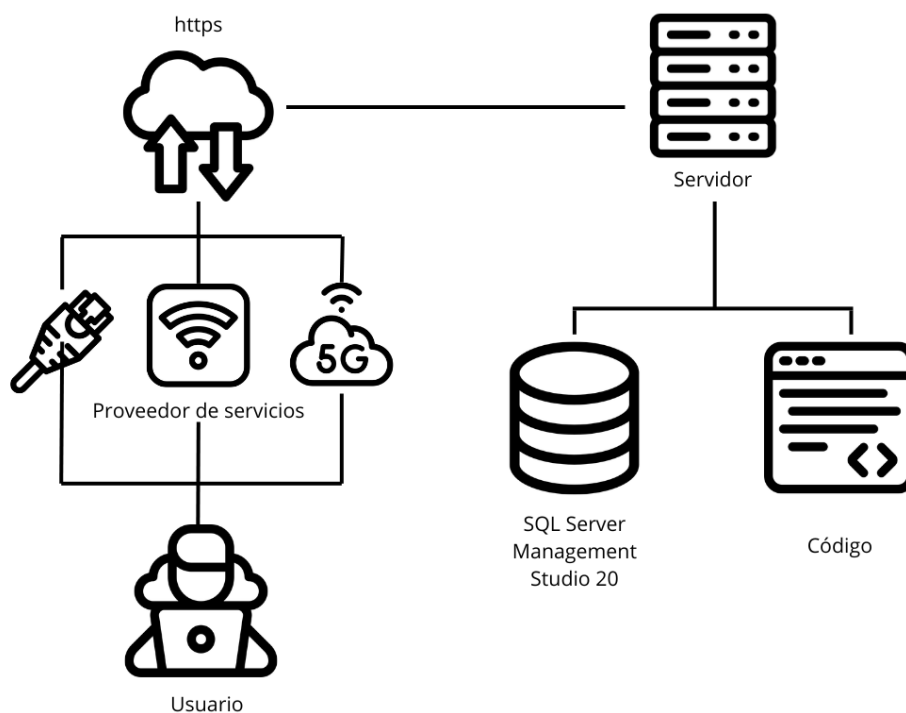 https
Servidor
5G
Proveedor de servicios
SQL Server
Management
Studio 20
Código
Usuario